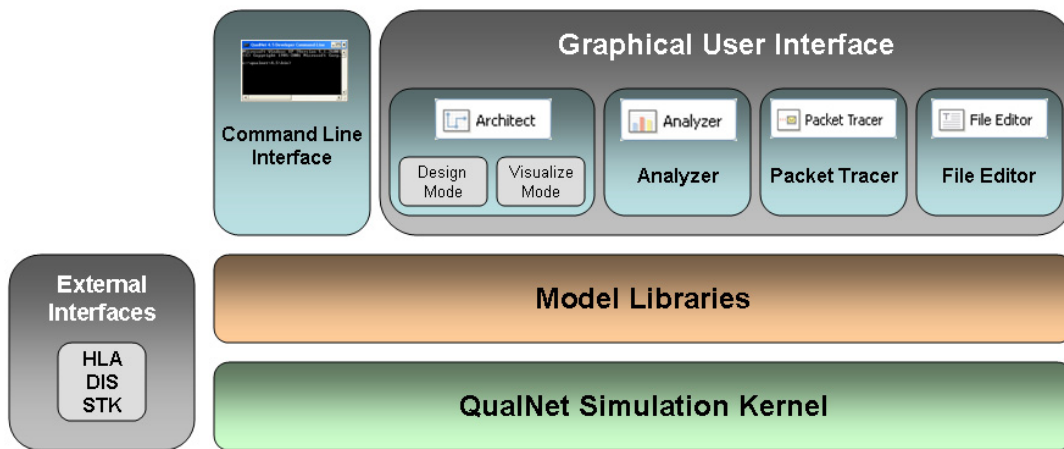 Graphical User Interface
Command Line
Interface
Architect
Design
Mode
Visualize
Mode
Analyzer
Analyzer
Packet Tracer
Packet Tracer
File Editor
File Editor
External
Interfaces
HLA
DIS
STK
Model Libraries
QualNet Simulation Kernel